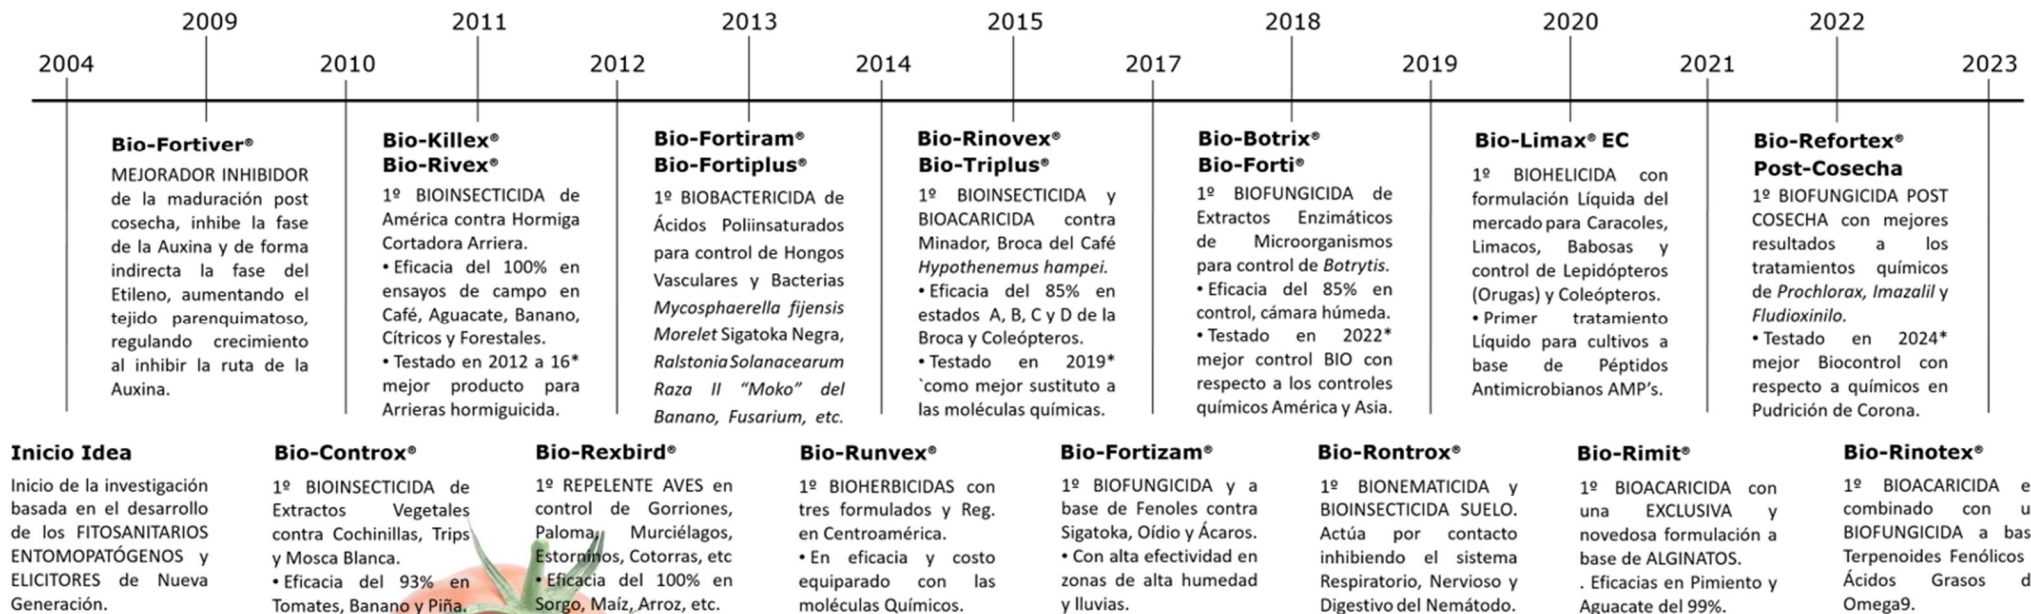 2009 2011 2013 2015 2018 2020 2022
2004 2010 2012 2014 2017 2019 2021 2023
Bio-Fortiver®
MEJORADOR INHIBIDOR
de la maduración post
cosecha, inhibe la fase
de la Auxina y de forma
indirecta la fase del
Etileno, aumentando el
tejido parenquimatoso,
regulando crecimiento
al inhibir la ruta de la
Auxina.
Bio-Killex®
Bio-Rivex®
1º BIOINSECTICIDA de
América contra Hormiga
Cortadora Arriera.
• Eficacia del 100% en
ensayos de campo en
Café, Aguacate, Banano,
Cítricos y Forestales.
• Testado en 2012 a 16*
mejor producto para
Arrieras hormiguicida.
Bio-Fortiram®
Bio-Fortiplus®
1º BIOBACTERICIDA de
Ácidos Poliinsaturados
para control de Hongos
Vasculares y Bacterias
Mycosphaerella fijensis
Morelet Sigatoka Negra,
Ralstonia Solanacearum
Raza II “Moko” del
Banano, Fusarium, etc.
Bio-Rinovex®
Bio-Triplus®
1º BIOINSECTICIDA y
BIOACARICIDA contra
Minador, Broca del Café
Hypothenemus hampei.
• Eficacia del 85% en
estados A, B, C y D de la
Broca y Coleópteros.
• Testado en 2019*
`como mejor sustituto a
las moléculas químicas.
Bio-Botrix®
Bio-Forti®
1º BIOFUNGICIDA de
Extractos Enzimáticos
de Microorganismos
para control de Botrytis.
• Eficacia del 85% en
control, cámara húmeda.
• Testado en 2022*
mejor control BIO con
respecto a los controles
químicos América y Asia.
Bio-Limax® EC
1º BIOHELICIDA con
formulación Líquida del
mercado para Caracoles,
Limacos, Babosas y
control de Lepidópteros
(Orugas) y Coleópteros.
• Primer tratamiento
Líquido para cultivos a
base de Péptidos
Antimicrobianos AMP’s.
Bio-Refortex®
Post-Cosecha
1º BIOFUNGICIDA POST
COSECHA con mejores
resultados a los
tratamientos químicos
de Prochlorax, Imazalil y
Fludioxinilo.
• Testado en 2024*
mejor Biocontrol con
respecto a químicos en
Pudrición de Corona.
Inicio Idea
Inicio de la investigación
basada en el desarrollo
de los FITOSANITARIOS
ENTOMOPATÓGENOS y
ELICITORES de Nueva
Generación.
Bio-Controx®
1º BIOINSECTICIDA de
Extractos Vegetales
contra Cochinillas, Trips
y Mosca Blanca.
• Eficacia del 93% en
Tomates, Banano y Piña.
Bio-Rexbird®
1º REPELENTE AVES en
control de Gorriones,
Paloma, Murciélagos,
Estorninos, Cotorras, etc
• Eficacia del 100% en
Sorgo, Maíz, Arroz, etc.
Bio-Runvex®
1º BIOHERBICIDAS con
tres formulados y Reg.
en Centroamérica.
• En eficacia y costo
equiparado con las
moléculas Químicos.
Bio-Fortizam®
1º BIOFUNGICIDA y a
base de Fenoles contra
Sigatoka, Oídio y Ácaros.
• Con alta efectividad en
zonas de alta humedad
y lluvias.
Bio-Rontrox®
1º BIONEMATICIDA y
BIOINSECTICIDA SUELO.
Actúa por contacto
inhibiendo el sistema
Respiratorio, Nervioso y
Digestivo del Nemátodo.
Bio-Rimit®
1º BIOACARICIDA con
una EXCLUSIVA y
novedosa formulación a
base de ALGINATOS.
. Eficacias en Pimiento y
Aguacate del 99%.
Bio-Rinotex®
1º BIOACARICIDA e
combinado con u
BIOFUNGICIDA a bas
Terpenoides Fenólicos
Ácidos Grasos d
Omega9.